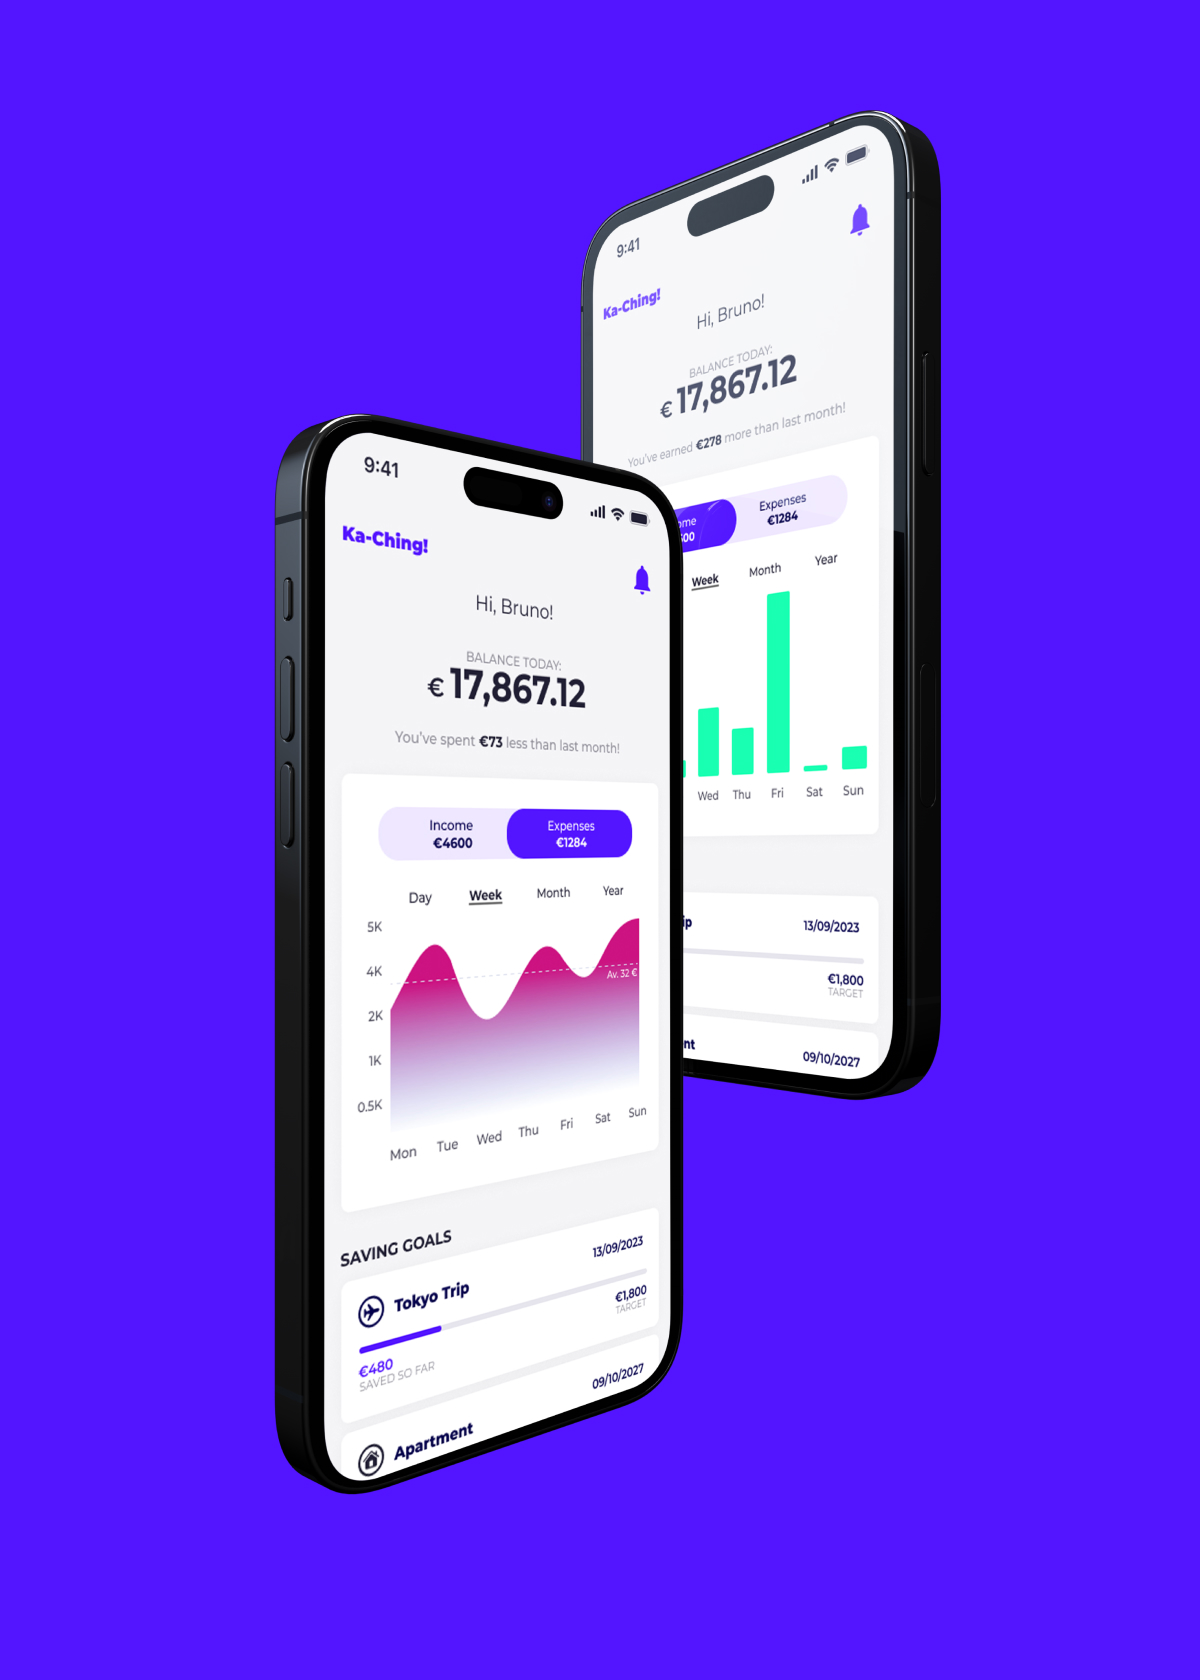 9:41
Ka-Ching!
Hi, Bruno!
BALANCE TODAY:
€ 17,867.12
You've earned €278 more than last month!
ome
Expenses
€1284
Week Month Year
Wed Thu Fri Sat Sun
ip
13/09/2023
€1,800
TARGET
nt
09/10/2027
9:41
Ka-Ching!
Hi, Bruno!
BALANCE TODAY:
€ 17,867.12
You've spent €73 less than last month!
Income
€4600
Expenses
€1284
Day Week Month Year
5K
4K
2K
1K
0.5K
Av. 32 €
Mon Tue Wed Thu Fri Sat Sun
SAVING GOALS
Tokyo Trip
13/09/2023
€480
SAVED SO FAR
€1,800
TARGET
Apartment
09/10/2027